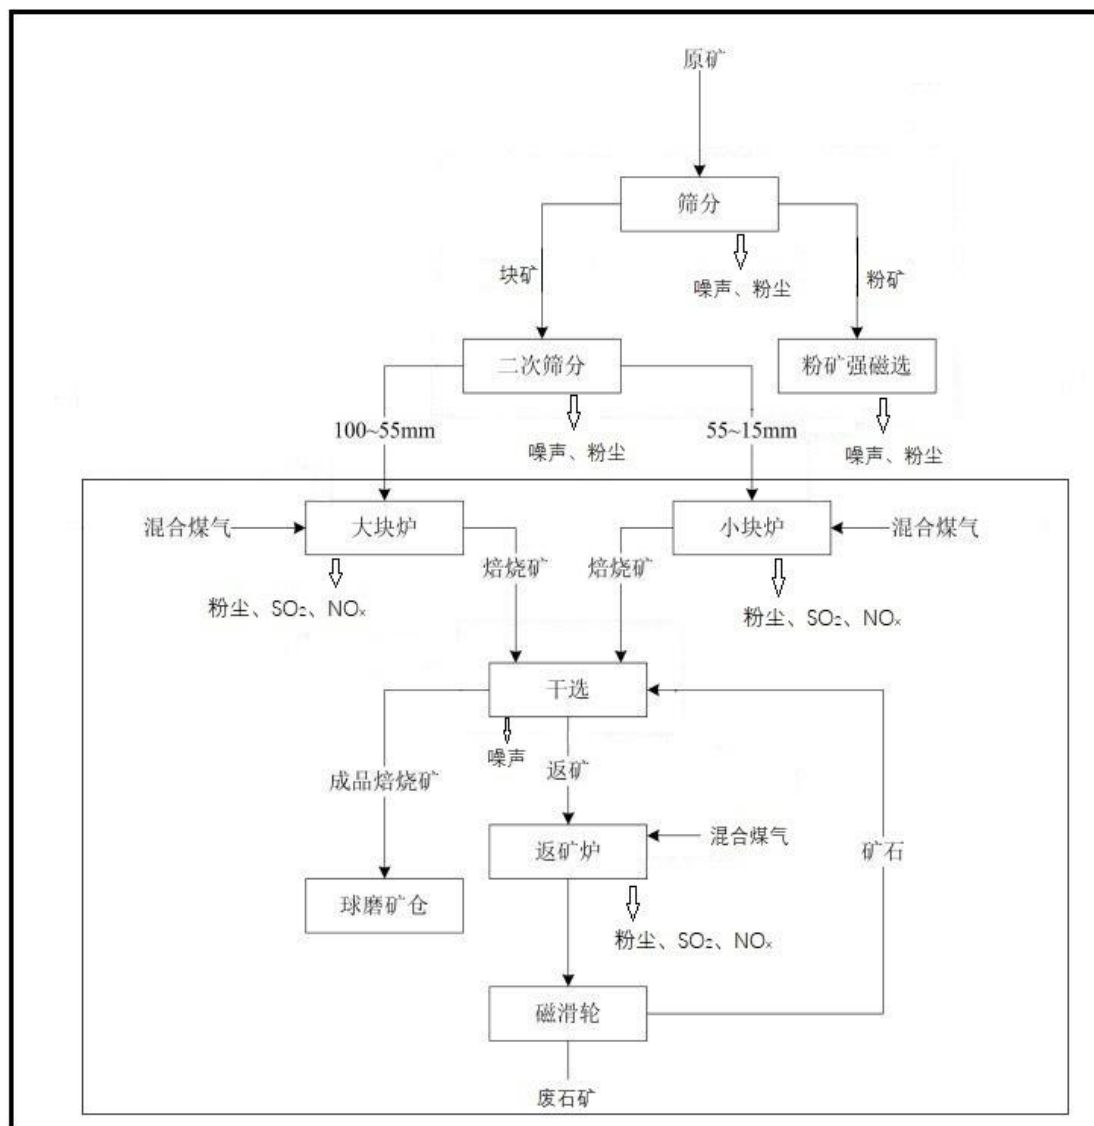 原矿
筛分
块矿
噪声、粉尘
粉矿
二次筛分
粉矿强磁选
100~55mm
55~15mm
噪声、粉尘
噪声、粉尘
混合煤气
大块炉
小块炉
混合煤气
焙烧矿
焙烧矿
粉尘、SO₂、NOₓ
粉尘、SO₂、NOₓ
干选
噪声
成品焙烧矿
返矿
返矿炉
混合煤气
矿石
球磨矿仓
粉尘、SO₂、NOₓ
磁滑轮
废石矿